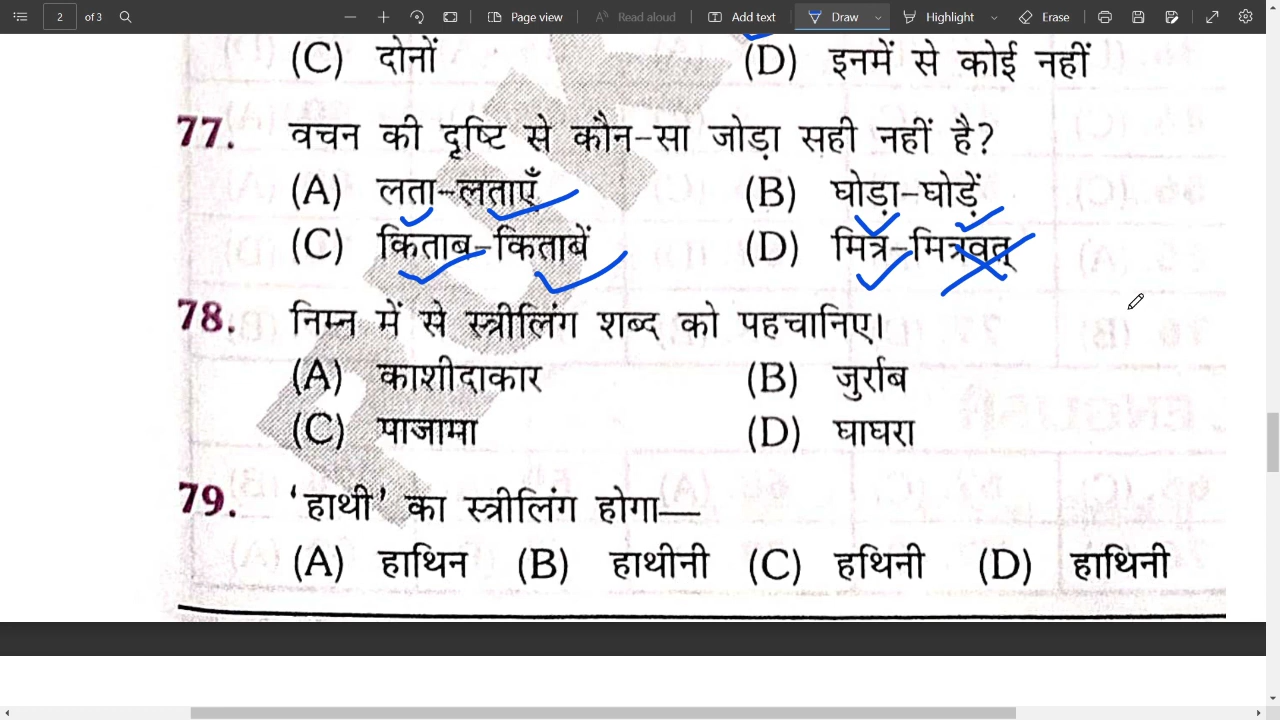 2 of 3 Page view Read aloud Add text Draw Highlight Erase
(C) दोनों (D) इनमें से कोई नहीं
77. वचन की दृष्टि से कौन-सा जोड़ा सही नहीं है?
(A) लता-लताएँ (B) घोड़ा-घोड़ें
(C) किताब-किताबें (D) मित्र-मित्रवत्
78. निम्न में से स्त्रीलिंग शब्द को पहचानिए।
(A) काशीदाकार (B) जुर्राब
(C) पाजामा (D) घाघरा
79. 'हाथी' का स्त्रीलिंग होगा—
(A) हाथिन (B) हाथीनी (C) हथिनी (D) हाथिनी